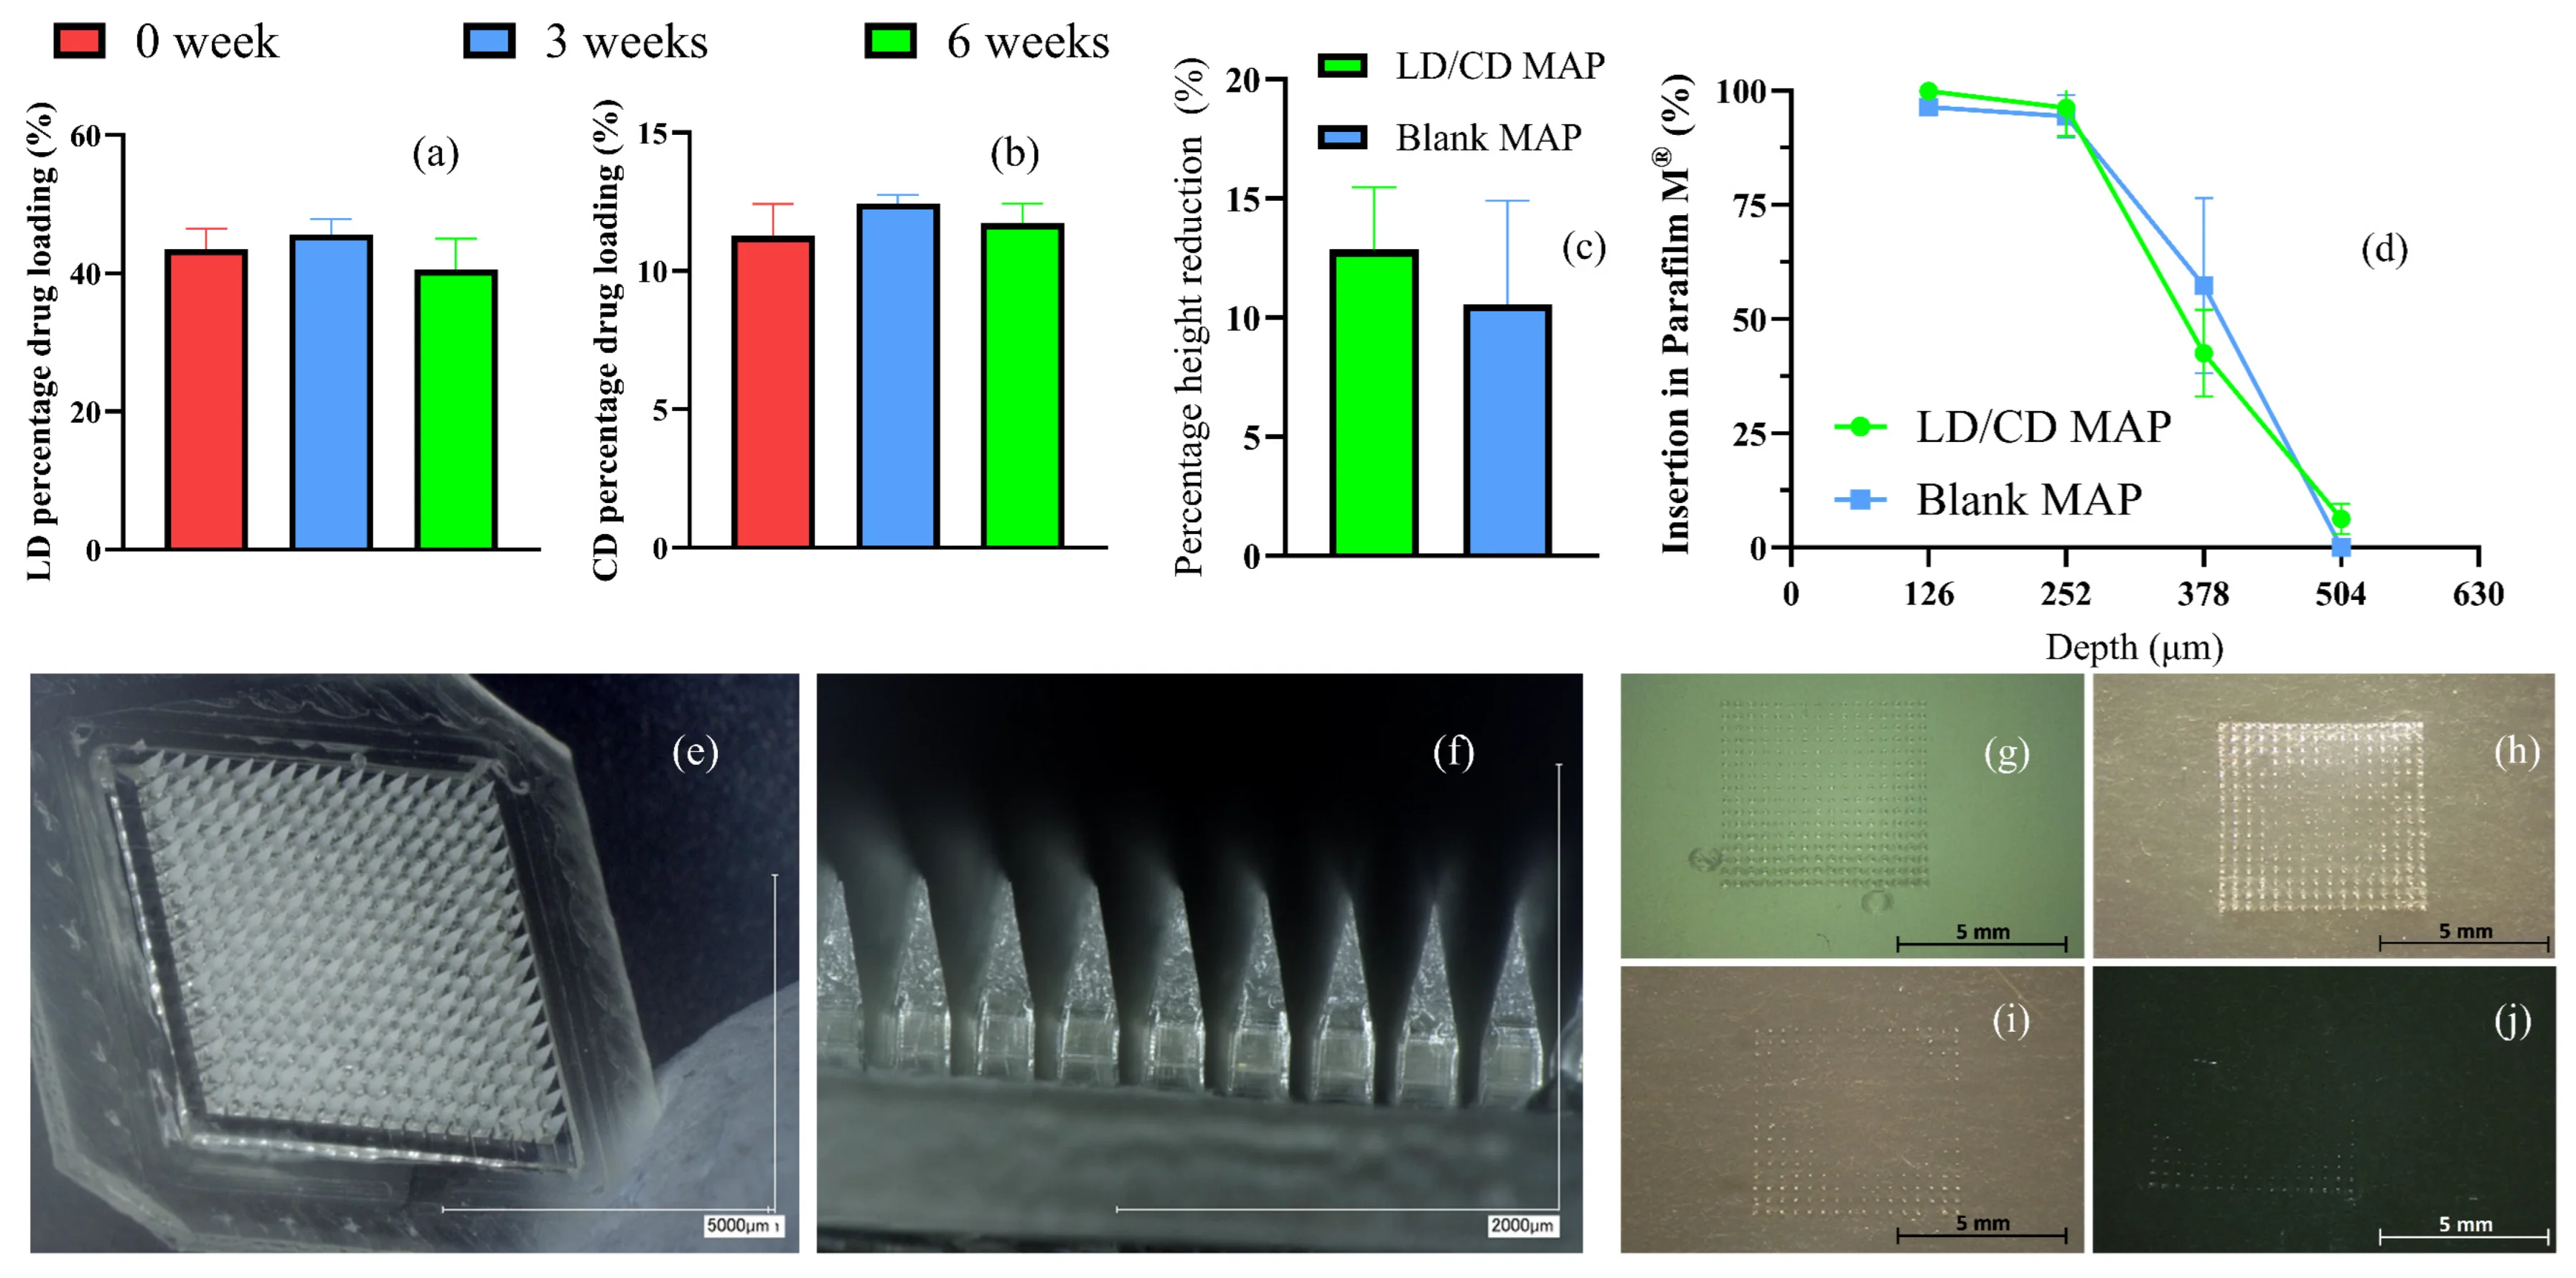 0 week
3 weeks
6 weeks
LD percentage drug loading (%)
60
40
20
0
(a)
CD percentage drug loading (%)
15
10
5
0
(b)
Percentage height reduction (%)
20
15
10
5
0
LD/CD MAP
Blank MAP
(c)
Insertion in Parafilm M® (%)
100
75
50
25
0
(d)
LD/CD MAP
Blank MAP
0 126 252 378 504 630
Depth (μm)
(e)
5000μm
(f)
2000μm
(g)
5 mm
(h)
5 mm
(i)
5 mm
(j)
5 mm